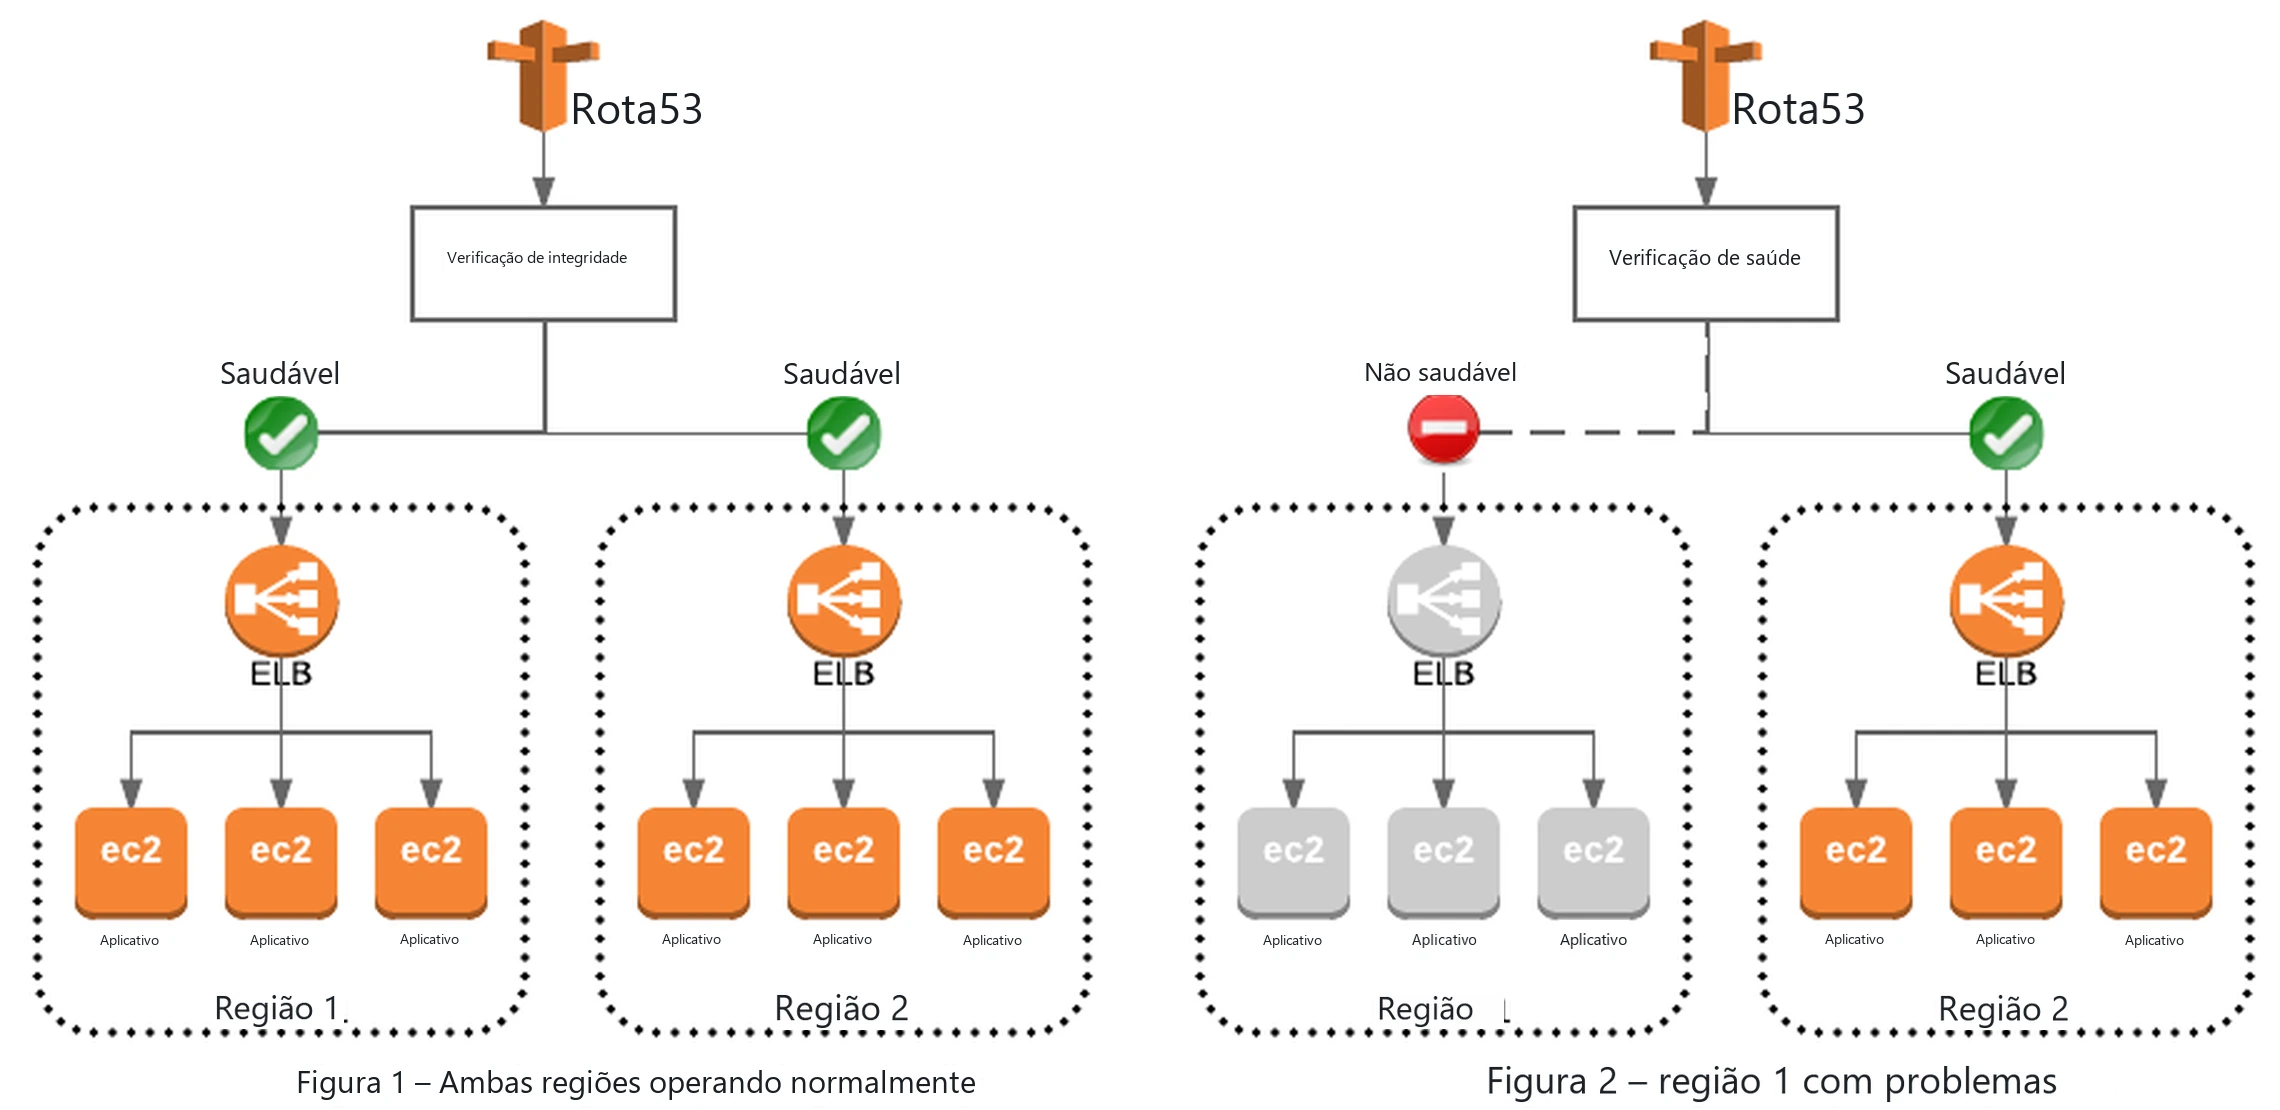 Rota53
Verificação de integridade
Saudável
Saudável
ELB
ELB
ec2
ec2
ec2
ec2
ec2
ec2
Aplicativo
Aplicativo
Aplicativo
Aplicativo
Aplicativo
Aplicativo
Região 1.
Região 2
Figura 1 – Ambas regiões operando normalmente
Rota53
Verificação de saúde
Não saudável
Saudável
ELB
ELB
ec2
ec2
ec2
ec2
ec2
ec2
Aplicativo
Aplicativo
Aplicativo
Aplicativo
Aplicativo
Aplicativo
Região
Região 2
Figura 2 – região 1 com problemas